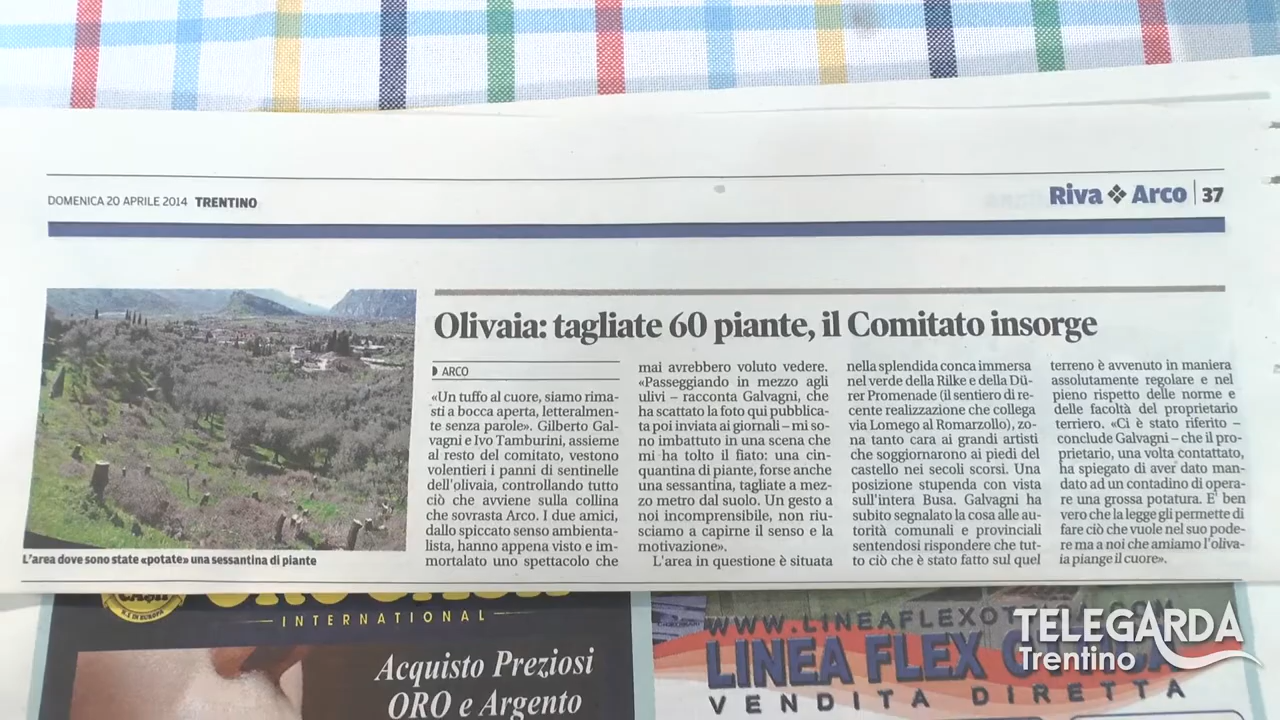 DOMENICA 20 APRILE 2014 TRENTINO
Riva ❖ Arco 37
Olivaia: tagliate 60 piante, il Comitato insorge
ARCO
«Un tuffo al cuore, siamo rima-
sti a bocca aperta, letteralmen-
te senza parole». Gilberto Gal-
vagni e Ivo Tamburini, assieme
al resto del comitato, vestono
volentieri i panni di sentinelle
dell'olivaia, controllando tutto
ciò che avviene sulla collina
che sovrasta Arco. I due amici,
dallo spiccato senso ambienta-
lista, hanno appena visto e im-
mortalato uno spettacolo che
mai avrebbero voluto vedere.
«Passeggiando in mezzo agli
ulivi – racconta Galvagni, che
ha scattato la foto qui pubblica-
ta poi inviata ai giornali – mi so-
no imbattuto in una scena che
mi ha tolto il fiato: una cin-
quantina di piante, forse anche
una sessantina, tagliate a mez-
zo metro dal suolo. Un gesto a
noi incomprensibile, non riu-
sciamo a capirne il senso e la
motivazione».
L'area in questione è situata
nella splendida conca immersa
nel verde della Rilke e della Dü-
rer Promenade (il sentiero di re-
cente realizzazione che collega
via Lomego al Romarzollo), zo-
na tanto cara ai grandi artisti
che soggiornarono ai piedi del
castello nei secoli scorsi. Una
posizione stupenda con vista
sull'intera Busa. Galvagni ha
subito segnalato la cosa alle au-
torità comunali e provinciali
sentendosi rispondere che tut-
to ciò che è stato fatto sul quel
terreno è avvenuto in maniera
assolutamente regolare e nel
pieno rispetto delle norme e
delle facoltà del proprietario
terriero. «Ci è stato riferito –
conclude Galvagni – che il pro-
prietario, una volta contattato,
ha spiegato di aver dato man-
dato ad un contadino di opera-
re una grossa potatura. E' ben
vero che la legge gli permette di
fare ciò che vuole nel suo pode-
re ma a noi che amiamo l'oliva-
ia piange il cuore».
L'area dove sono state «potate» una sessantina di piante
N.1 IN EUROPA
INTERNATIONAL
Acquisto Preziosi
ORO e Argento
LINEA FLEX
VENDITA DIRETTA
TELEGARDA
Trentino